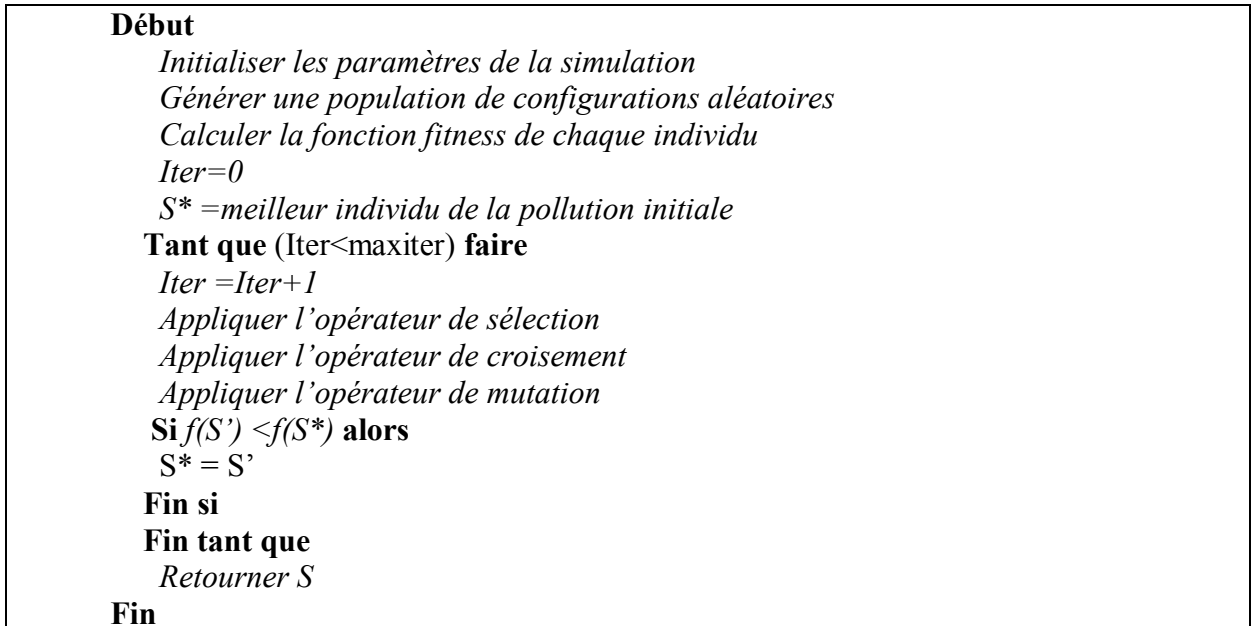 Début
Initialiser les paramètres de la simulation
Générer une population de configurations aléatoires
Calculer la fonction fitness de chaque individu
Iter=0
S* =meilleur individu de la pollution initiale
Tant que (Iter<maxiter) faire
Iter =Iter+1
Appliquer l’opérateur de sélection
Appliquer l’opérateur de croisement
Appliquer l’opérateur de mutation
Si f(S’) <f(S*) alors
S* = S’
Fin si
Fin tant que
Retourner S
Fin